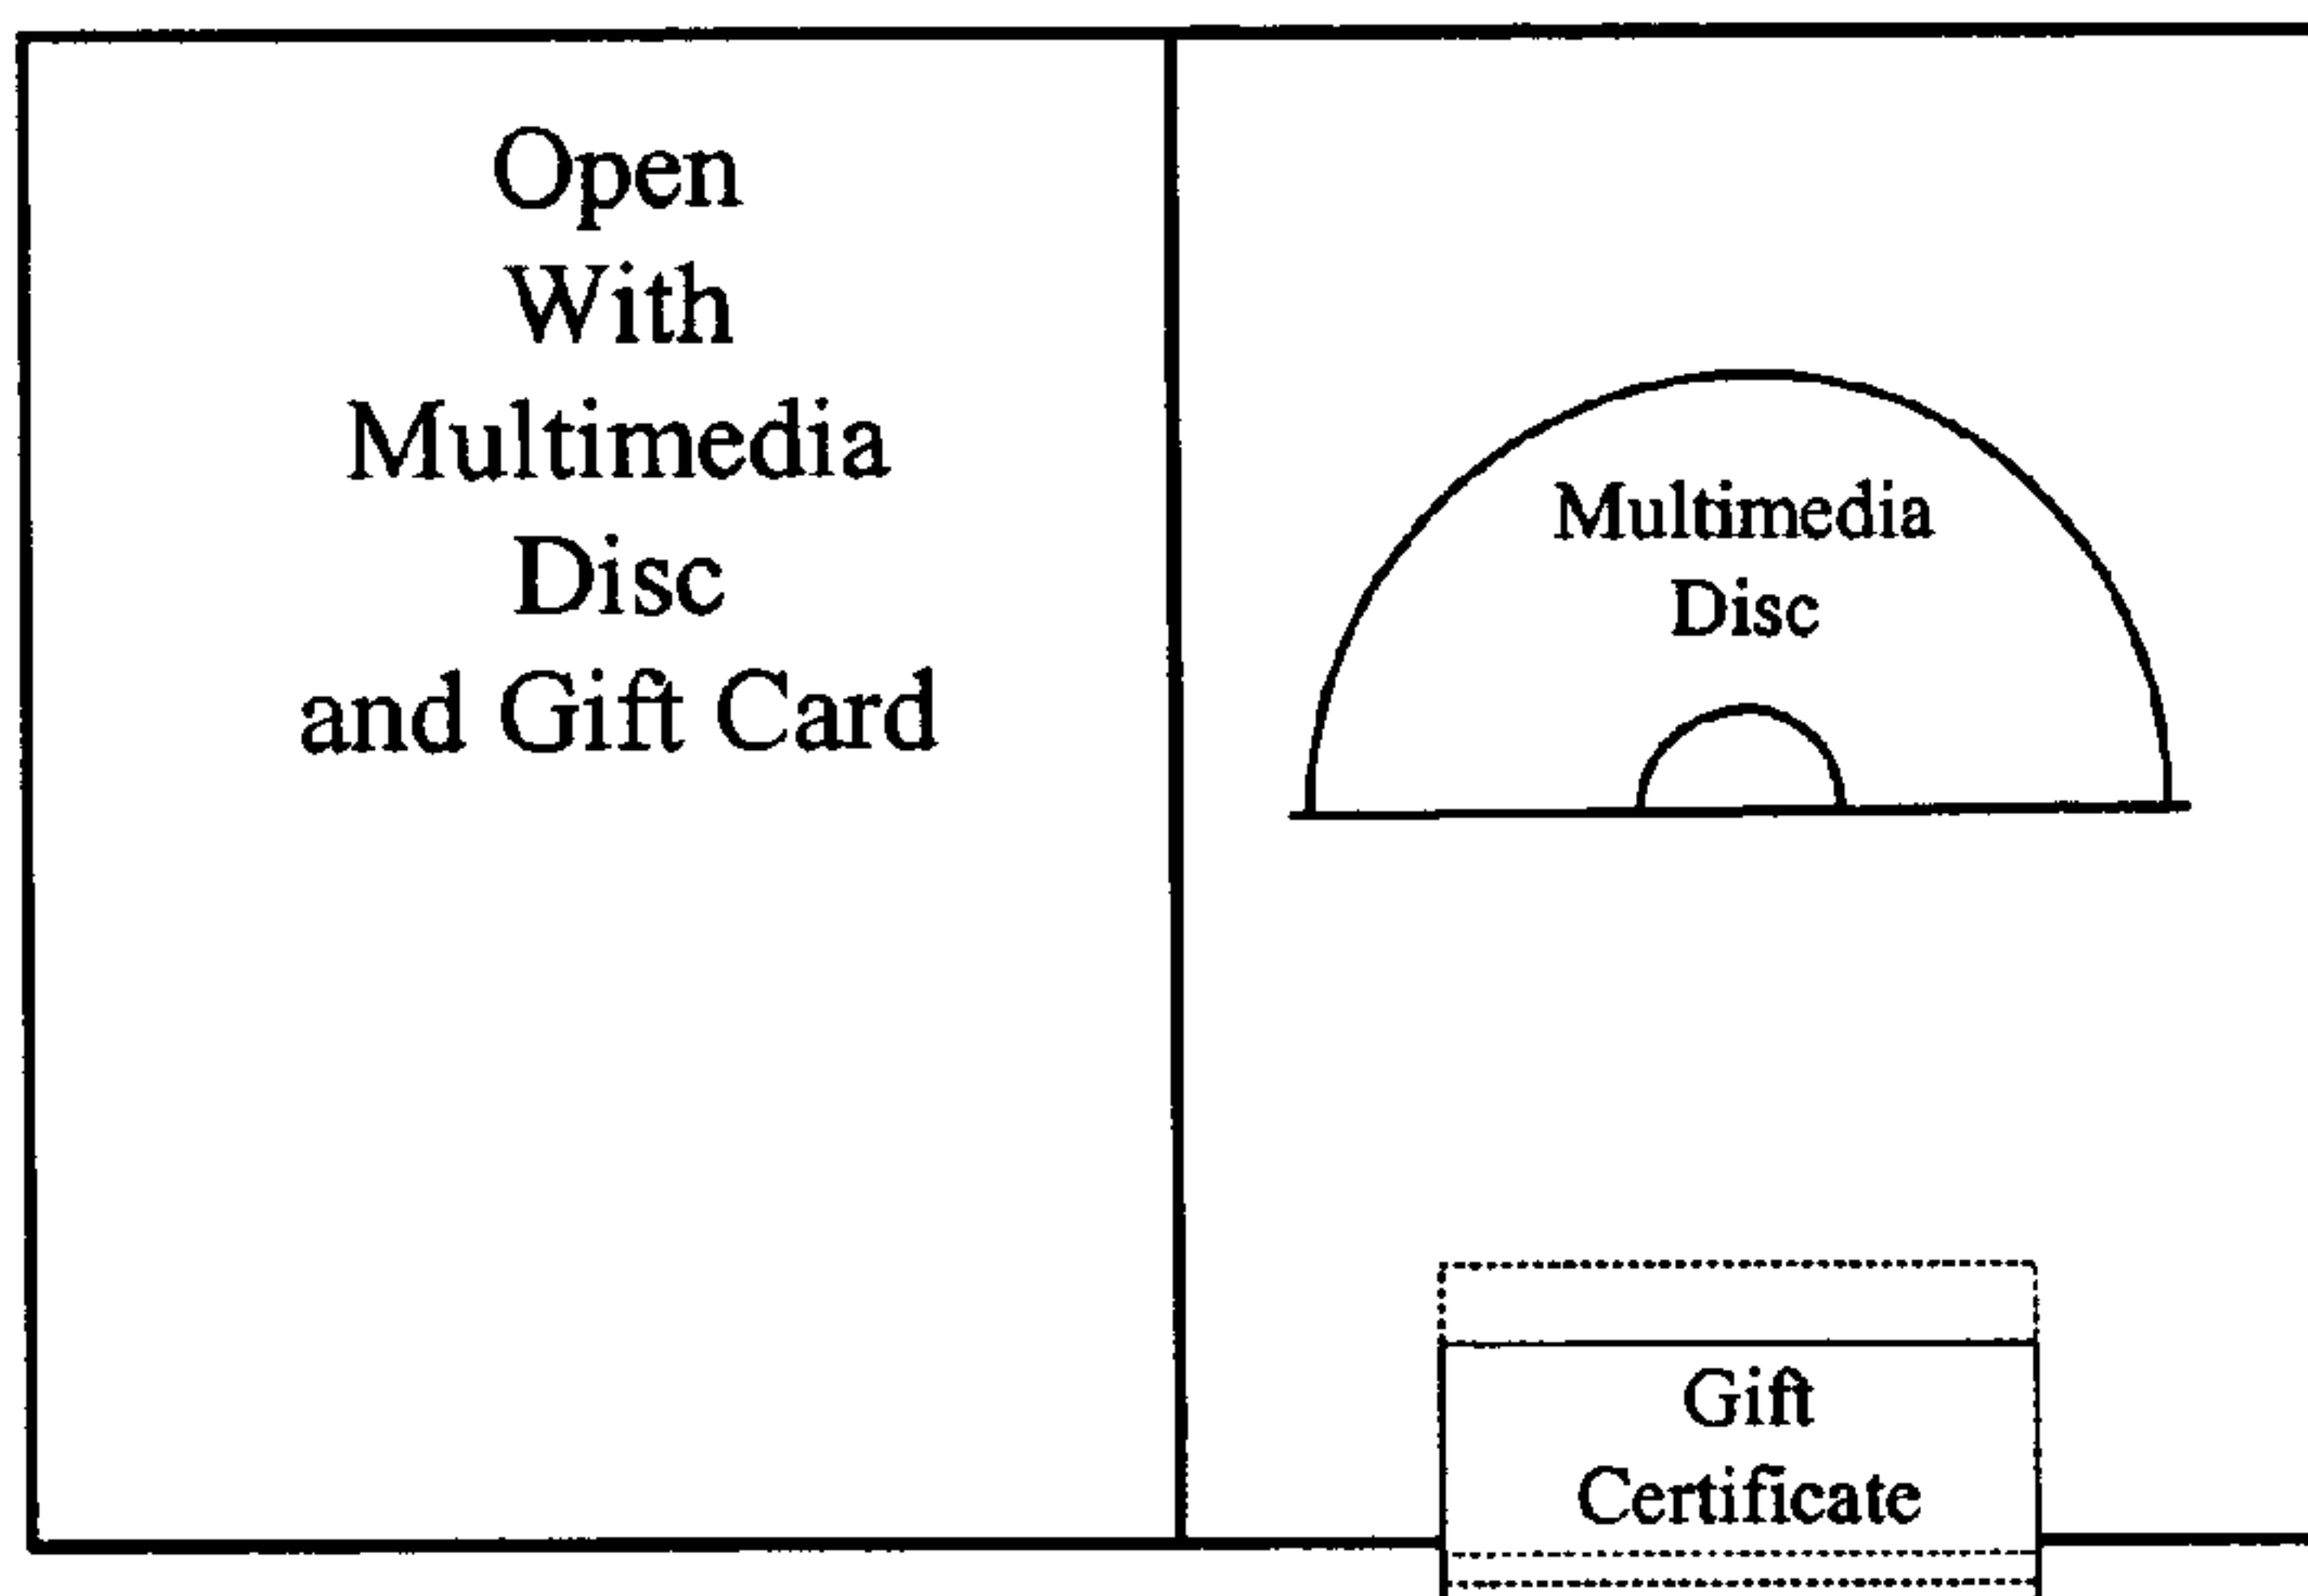 Open
With
Multimedia
Disc
and Gift Card
Multimedia
Disc
Gift
Certificate